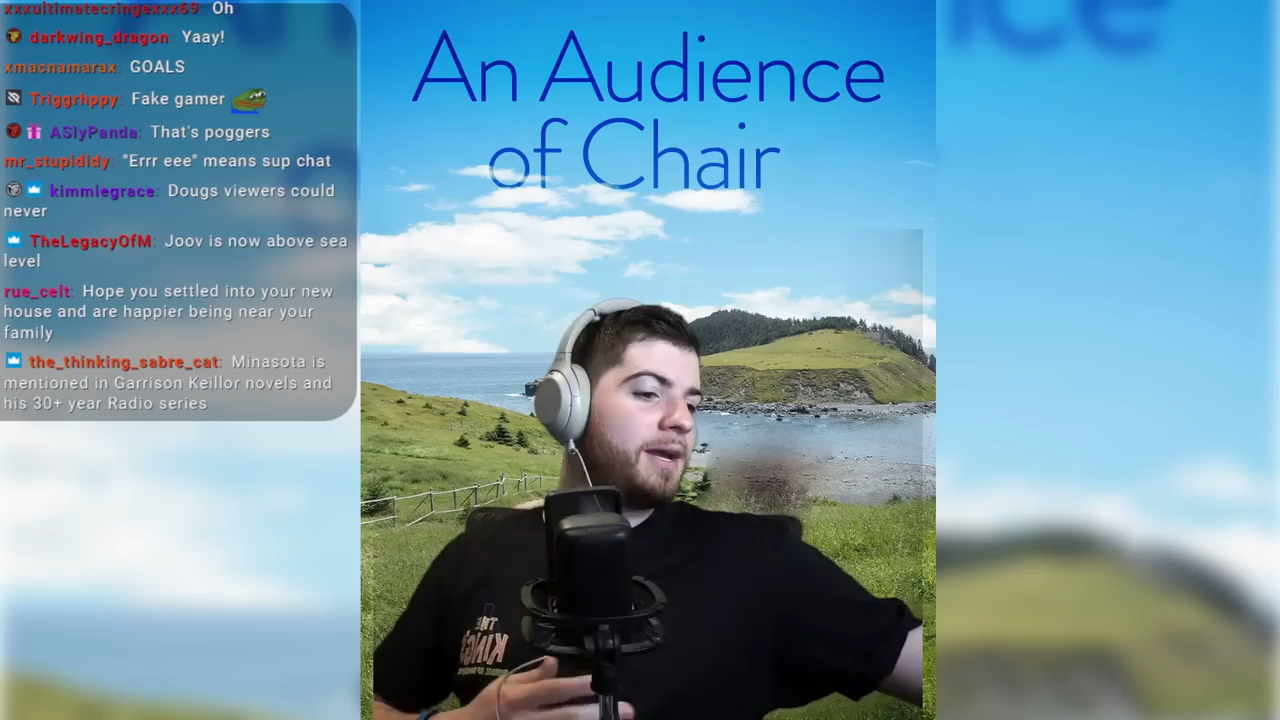 xxxultimatecringexxx69: Oh
darkwing_dragon: Yaay!
xmacnamarax: GOALS
Triggrhppy: Fake gamer
ASlyPanda: That's poggers
mr_stupididy: "Errr eee" means sup chat
kimmiegrace: Dougs viewers could
never
TheLegacyOfM: Joov is now above sea
level
rue_celt: Hope you settled into your new
house and are happier being near your
family
the_thinking_sabre_cat: Minasota is
mentioned in Garrison Keillor novels and
his 30+ year Radio series
An Audience
of Chair
THE
KINGS